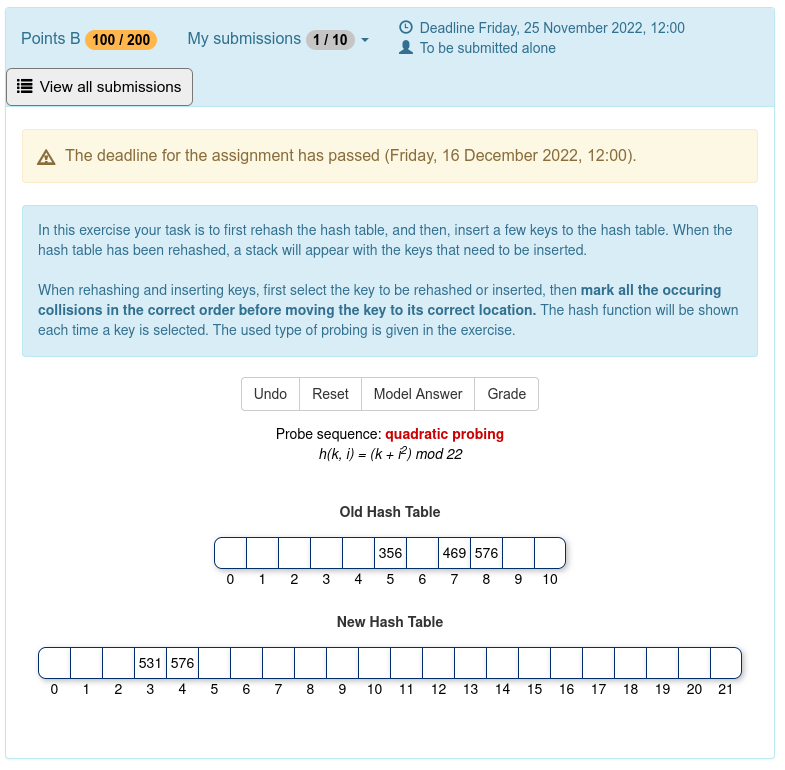 Points B 100 / 200 My submissions 1 / 10
Deadline Friday, 25 November 2022, 12:00
To be submitted alone
View all submissions
The deadline for the assignment has passed (Friday, 16 December 2022, 12:00).
In this exercise your task is to first rehash the hash table, and then, insert a few keys to the hash table. When the
hash table has been rehashed, a stack will appear with the keys that need to be inserted.
When rehashing and inserting keys, first select the key to be rehashed or inserted, then mark all the occuring
collisions in the correct order before moving the key to its correct location. The hash function will be shown
each time a key is selected. The used type of probing is given in the exercise.
Undo Reset Model Answer Grade
Probe sequence: quadratic probing
h(k, i) = (k + i²) mod 22
Old Hash Table
356 469 576
0 1 2 3 4 5 6 7 8 9 10
New Hash Table
531 576
0 1 2 3 4 5 6 7 8 9 10 11 12 13 14 15 16 17 18 19 20 21